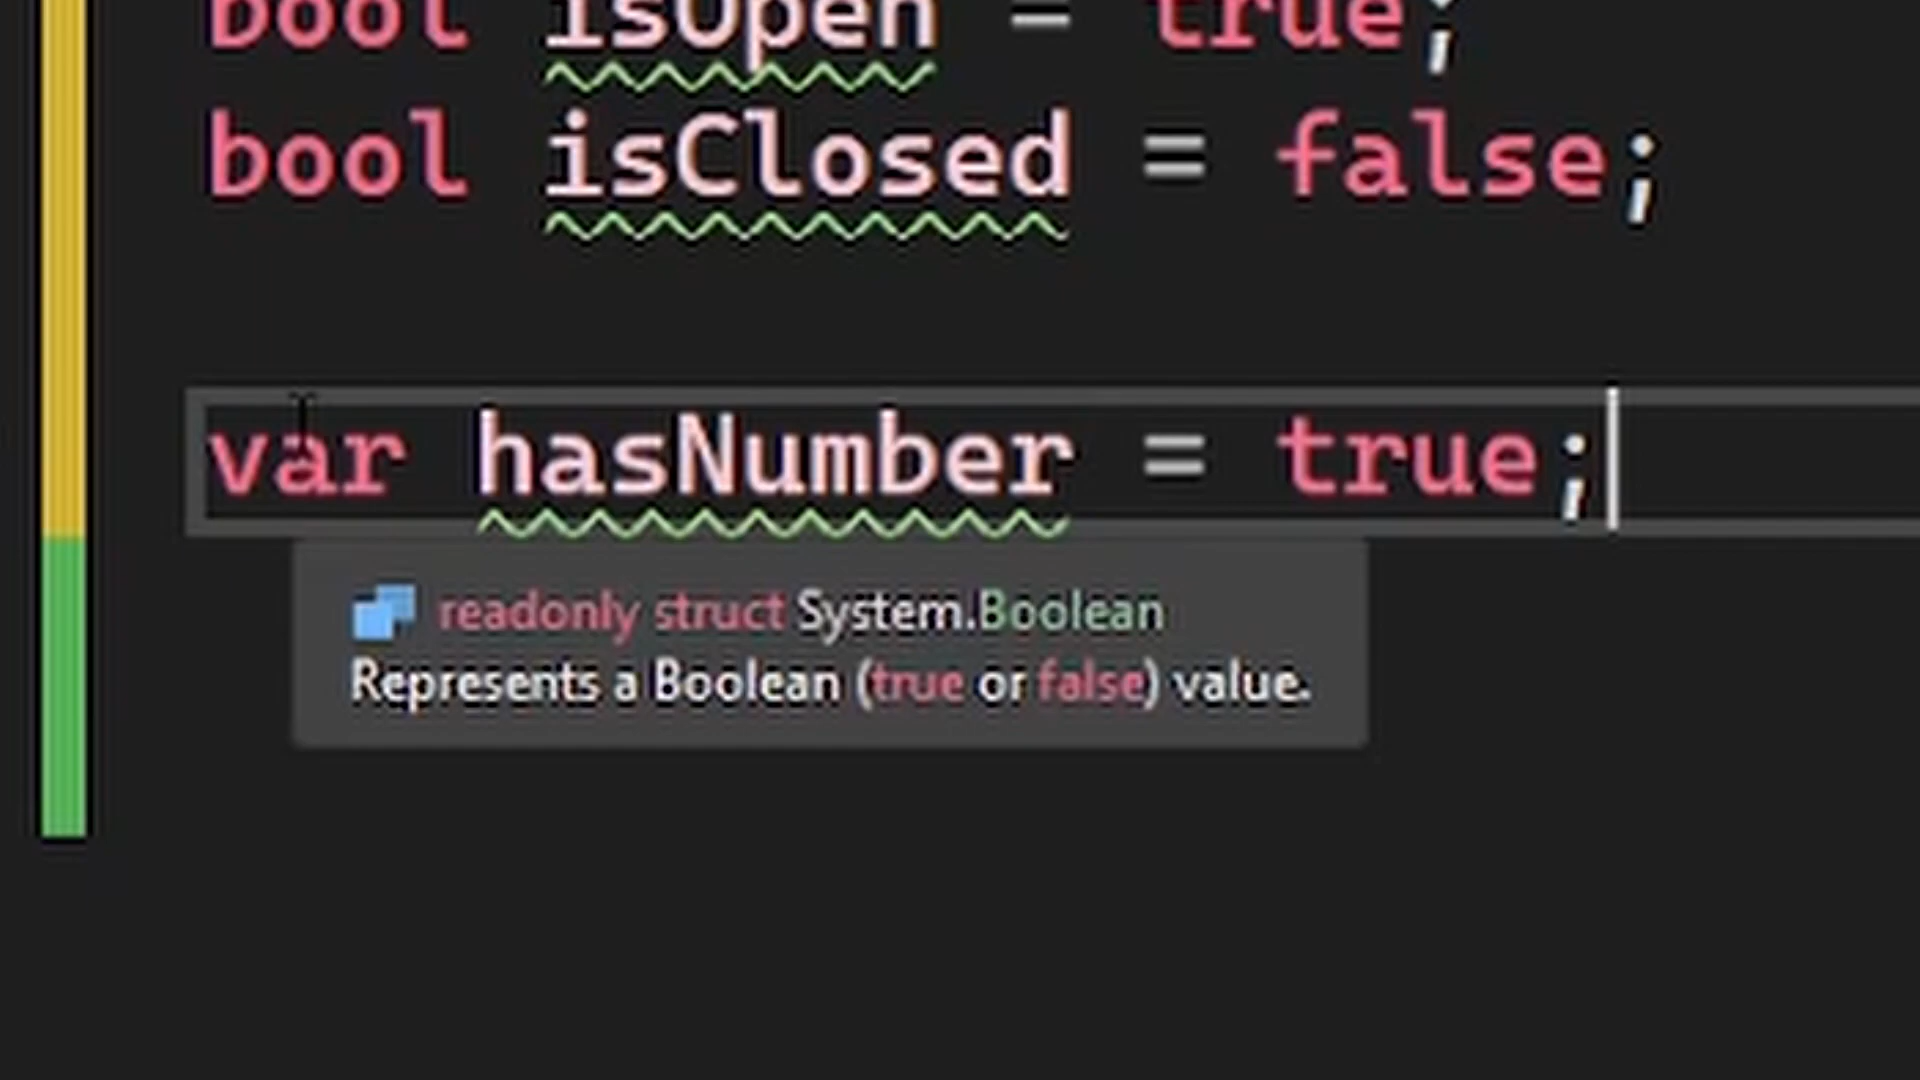 bool isOpen = true;
bool isClosed = false;
var hasNumber = true;
readonly struct System.Boolean
Represents a Boolean (true or false) value.